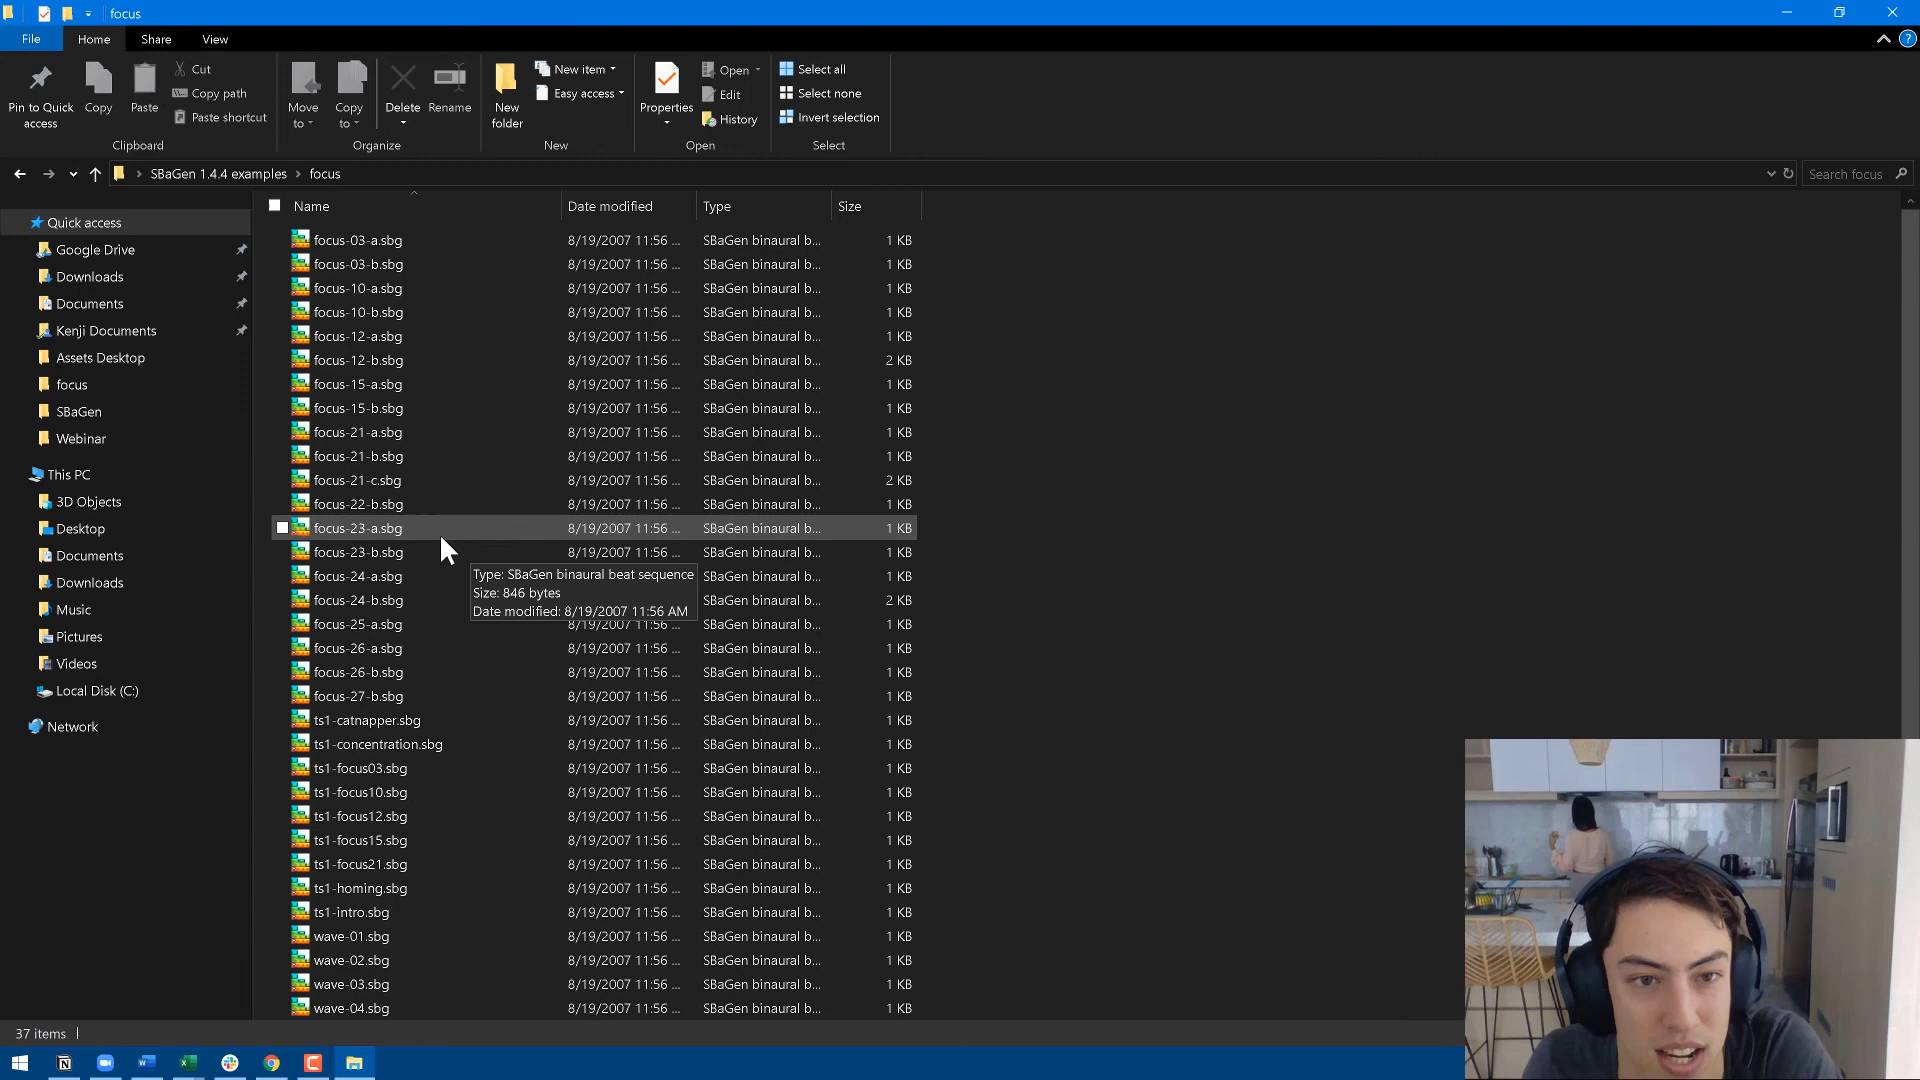 focus
File Home Share View
Pin to Quick access
Copy
Paste
Cut
Copy path
Paste shortcut
Clipboard
Move to
Copy to
Delete
Rename
Organize
New folder
New item
Easy access
New
Properties
Open
Edit
History
Open
Select all
Select none
Invert selection
Select
SBaGen 1.4.4 examples > focus
Search focus
Quick access
Google Drive
Downloads
Documents
Kenji Documents
Assets Desktop
focus
SBaGen
Webinar
This PC
3D Objects
Desktop
Documents
Downloads
Music
Pictures
Videos
Local Disk (C:)
Network
Name Date modified Type Size
focus-03-a.sbg 8/19/2007 11:56 ... SBaGen binaural b... 1 KB
focus-03-b.sbg 8/19/2007 11:56 ... SBaGen binaural b... 1 KB
focus-10-a.sbg 8/19/2007 11:56 ... SBaGen binaural b... 1 KB
focus-10-b.sbg 8/19/2007 11:56 ... SBaGen binaural b... 1 KB
focus-12-a.sbg 8/19/2007 11:56 ... SBaGen binaural b... 1 KB
focus-12-b.sbg 8/19/2007 11:56 ... SBaGen binaural b... 2 KB
focus-15-a.sbg 8/19/2007 11:56 ... SBaGen binaural b... 1 KB
focus-15-b.sbg 8/19/2007 11:56 ... SBaGen binaural b... 1 KB
focus-21-a.sbg 8/19/2007 11:56 ... SBaGen binaural b... 1 KB
focus-21-b.sbg 8/19/2007 11:56 ... SBaGen binaural b... 1 KB
focus-21-c.sbg 8/19/2007 11:56 ... SBaGen binaural b... 2 KB
focus-22-b.sbg 8/19/2007 11:56 ... SBaGen binaural b... 1 KB
focus-23-a.sbg 8/19/2007 11:56 ... SBaGen binaural b... 1 KB
focus-23-b.sbg 8/19/2007 11:56 ... SBaGen binaural b... 1 KB
focus-24-a.sbg 1 KB
focus-24-b.sbg 2 KB
focus-25-a.sbg 8/19/2007 11:56 ... SBaGen binaural b... 1 KB
focus-26-a.sbg 8/19/2007 11:56 ... SBaGen binaural b... 1 KB
focus-26-b.sbg 8/19/2007 11:56 ... SBaGen binaural b... 1 KB
focus-27-b.sbg 8/19/2007 11:56 ... SBaGen binaural b... 1 KB
ts1-catnapper.sbg 8/19/2007 11:56 ... SBaGen binaural b... 1 KB
ts1-concentration.sbg 8/19/2007 11:56 ... SBaGen binaural b... 1 KB
ts1-focus03.sbg 8/19/2007 11:56 ... SBaGen binaural b... 1 KB
ts1-focus10.sbg 8/19/2007 11:56 ... SBaGen binaural b... 1 KB
ts1-focus12.sbg 8/19/2007 11:56 ... SBaGen binaural b... 1 KB
ts1-focus15.sbg 8/19/2007 11:56 ... SBaGen binaural b... 1 KB
ts1-focus21.sbg 8/19/2007 11:56 ... SBaGen binaural b... 1 KB
ts1-homing.sbg 8/19/2007 11:56 ... SBaGen binaural b... 1 KB
ts1-intro.sbg 8/19/2007 11:56 ... SBaGen binaural b... 1 KB
wave-01.sbg 8/19/2007 11:56 ... SBaGen binaural b... 1 KB
wave-02.sbg 8/19/2007 11:56 ... SBaGen binaural b... 1 KB
wave-03.sbg 8/19/2007 11:56 ... SBaGen binaural b... 1 KB
wave-04.sbg 8/19/2007 11:56 ... SBaGen binaural b... 1 KB
Type: SBaGen binaural beat sequence
Size: 846 bytes
Date modified: 8/19/2007 11:56 AM
37 items